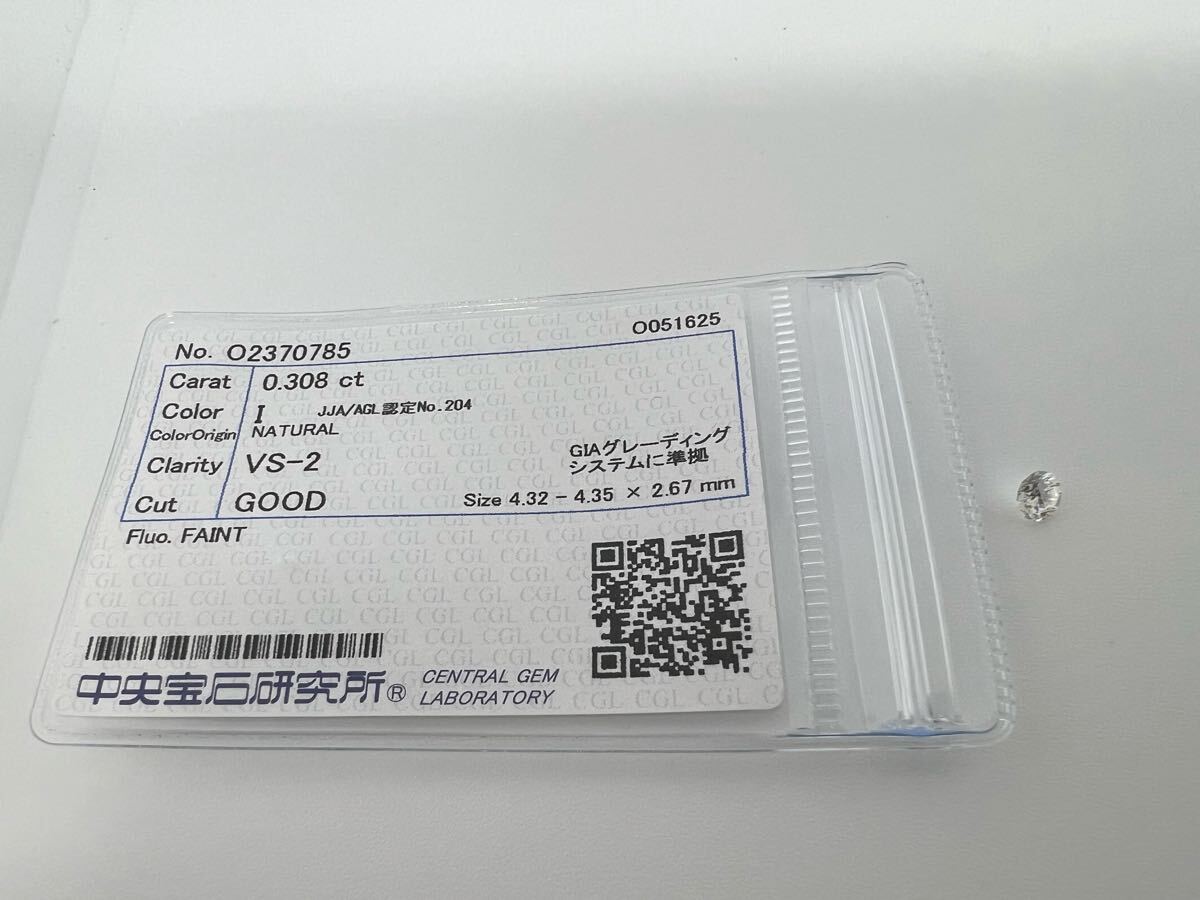 No. O2370785
O051625
Carat 0.308 ct
Color I JJA/AGL認定No.204
ColorOrigin NATURAL
Clarity VS-2
GIAグレーディング
システムに準拠
Cut GOOD Size 4.32 - 4.35 × 2.67 mm
Fluo. FAINT
中央宝石研究所®
CENTRAL GEM
LABORATORY
CGL